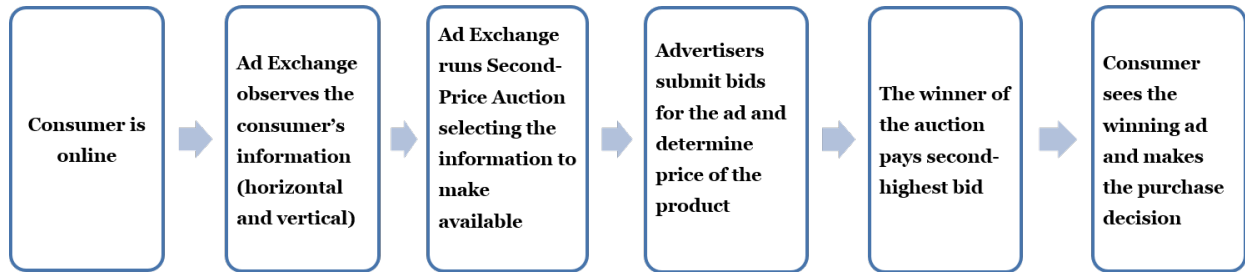 Consumer is
online
Ad Exchange
observes the
consumer's
information
(horizontal
and vertical)
Ad Exchange
runs Second-
Price Auction
selecting the
information to
make
available
Advertisers
submit bids
for the ad and
determine
price of the
product
The winner of
the auction
pays second-
highest bid
Consumer
sees the
winning ad
and makes
the purchase
decision